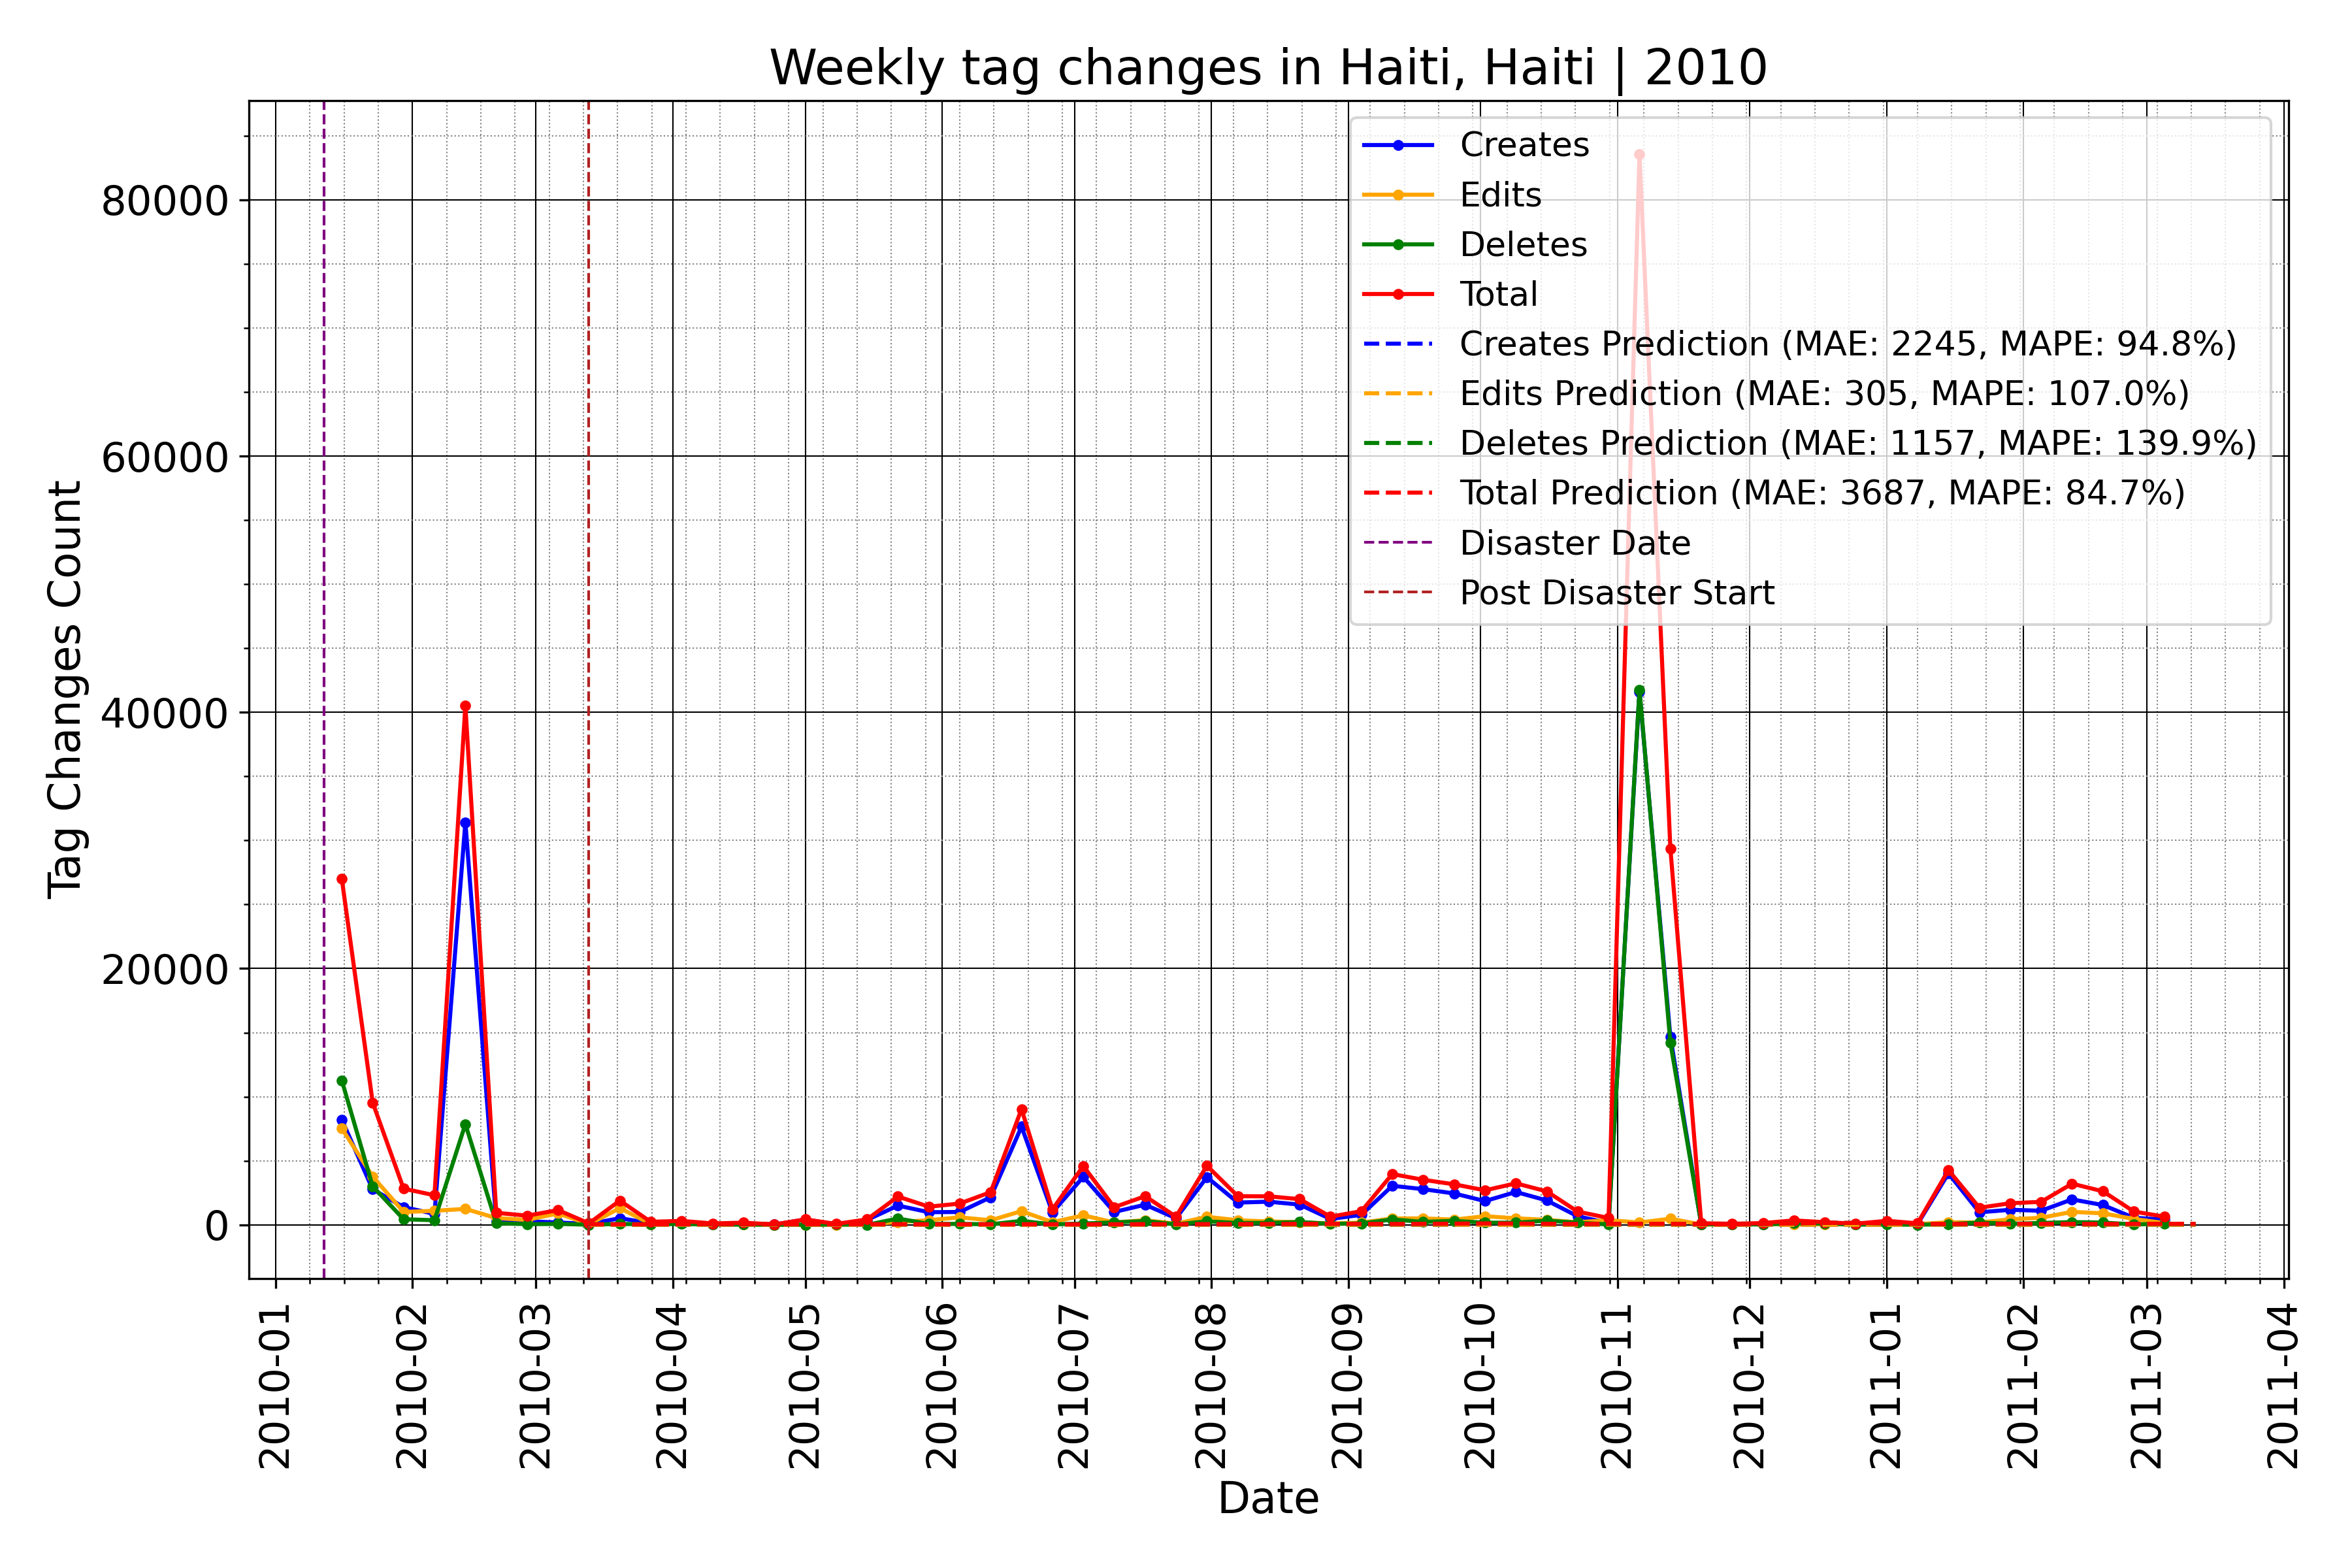 Weekly tag changes in Haiti, Haiti | 2010
Tag Changes Count
80000
60000
40000
20000
0
Creates
Edits
Deletes
Total
Creates Prediction (MAE: 2245, MAPE: 94.8%)
Edits Prediction (MAE: 305, MAPE: 107.0%)
Deletes Prediction (MAE: 1157, MAPE: 139.9%)
Total Prediction (MAE: 3687, MAPE: 84.7%)
Disaster Date
Post Disaster Start
2010-01
2010-02
2010-03
2010-04
2010-05
2010-06
2010-07
2010-08
2010-09
2010-10
2010-11
2010-12
2011-01
2011-02
2011-03
2011-04
Date